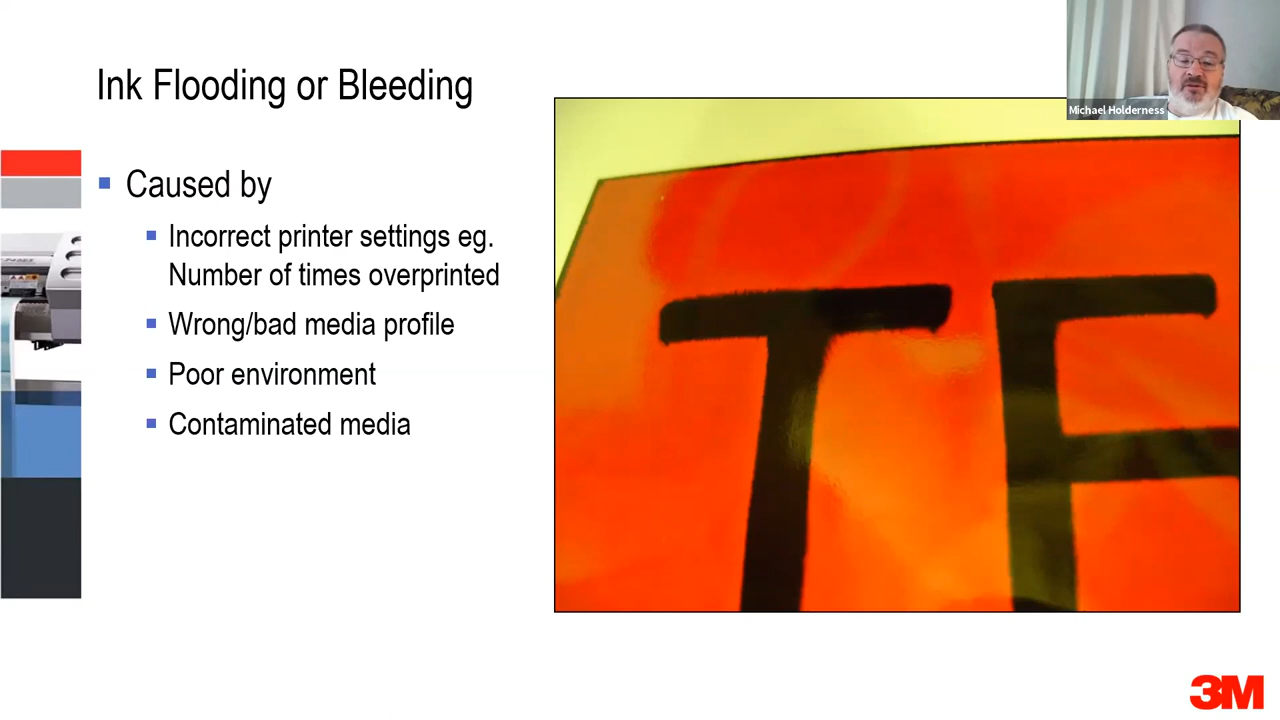 Ink Flooding or Bleeding
Michael Holderness
Caused by
Incorrect printer settings eg.
Number of times overprinted
Wrong/bad media profile
Poor environment
Contaminated media
3M